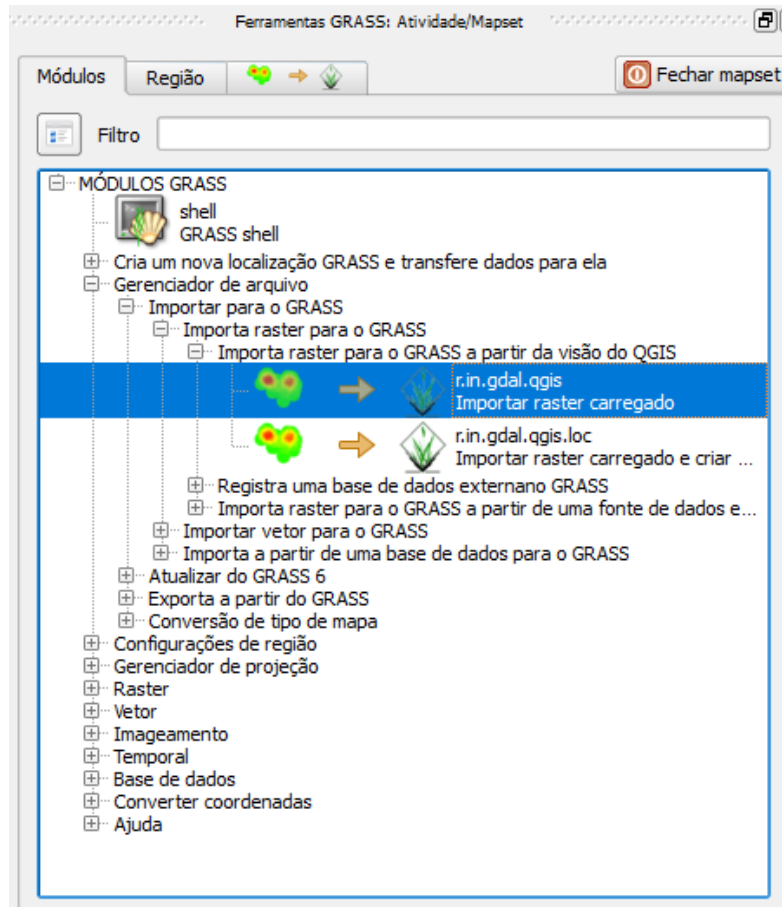 Ferramentas GRASS: Atividade/Mapset
Módulos
Região
Fechar mapset
Filtro
MÓDULOS GRASS
shell
GRASS shell
Cria um nova localização GRASS e transfere dados para ela
Gerenciador de arquivo
Importar para o GRASS
Importa raster para o GRASS
Importa raster para o GRASS a partir da visão do QGIS
r.in.gdal.qgis
Importar raster carregado
r.in.gdal.qgis.loc
Importar raster carregado e criar ...
Registra uma base de dados externano GRASS
Importa raster para o GRASS a partir de uma fonte de dados e...
Importar vetor para o GRASS
Importa a partir de uma base de dados para o GRASS
Atualizar do GRASS 6
Exporta a partir do GRASS
Conversão de tipo de mapa
Configurações de região
Gerenciador de projeção
Raster
Vetor
Imageamento
Temporal
Base de dados
Converter coordenadas
Ajuda